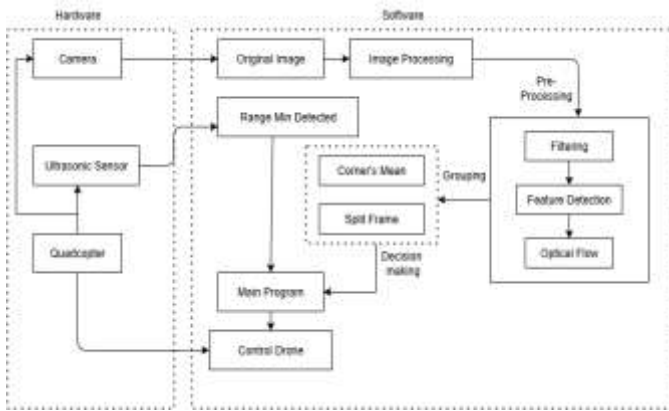 Hardware
Software
Camera
Original Image
Image Processing
Pre-
Processing
Range Min Detected
Ultrasonic Sensor
Filtering
Corner's Mean
Grouping
Feature Detection
Split Frame
Quadcopter
Optical Flow
Decision
making
Main Program
Control Drone